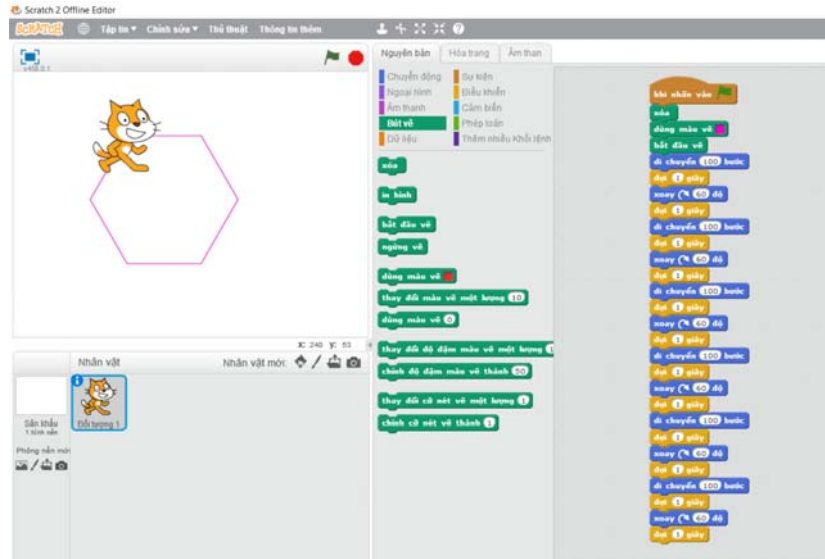 Scratch 2 Offline Editor
SCRATCH Tập tin Chỉnh sửa Thủ thuật Thông tin thêm
v458.0.1
X: 240 y: 53
Nhân vật Nhân vật mới:
Sân khấu
1 hình nền
Phông nền mới
Đối tượng 1
Nguyên bản Hóa trang Âm than
Chuyển động Sự kiện
Ngoại hình Điều khiển
Âm thanh Cảm biến
Bút vẽ Phép toán
Dữ liệu Thêm nhiều Khối lệnh
xóa
in hình
bắt đầu vẽ
ngừng vẽ
dùng màu vẽ
thay đổi màu vẽ một lượng 10
dùng màu vẽ 0
thay đổi độ đậm màu vẽ một lượng
chỉnh độ đậm màu vẽ thành 50
thay đổi cỡ nét vẽ một lượng 1
chỉnh cỡ nét vẽ thành 1
khi nhấn vào
xóa
dùng màu vẽ
bắt đầu vẽ
di chuyển 100 bước
đợi 1 giây
xoay 60 độ
đợi 1 giây
di chuyển 100 bước
đợi 1 giây
xoay 60 độ
đợi 1 giây
di chuyển 100 bước
đợi 1 giây
xoay 60 độ
đợi 1 giây
di chuyển 100 bước
đợi 1 giây
xoay 60 độ
đợi 1 giây
di chuyển 100 bước
đợi 1 giây
xoay 60 độ
đợi 1 giây
di chuyển 100 bước
đợi 1 giây
xoay 60 độ
đợi 1 giây